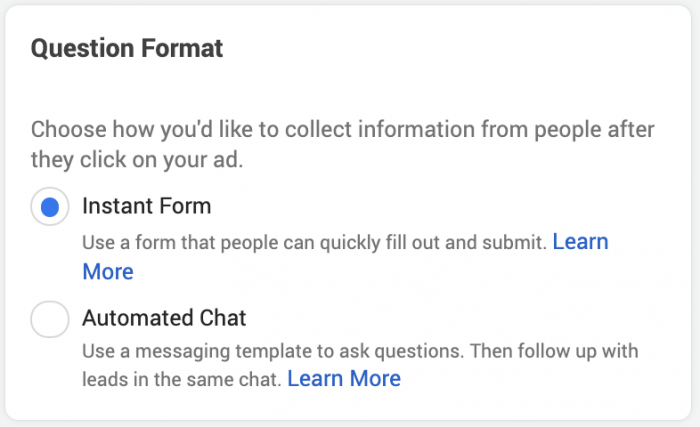 Question Format
Choose how you'd like to collect information from people after
they click on your ad.
Instant Form
Use a form that people can quickly fill out and submit. Learn
More
Automated Chat
Use a messaging template to ask questions. Then follow up with
leads in the same chat. Learn More